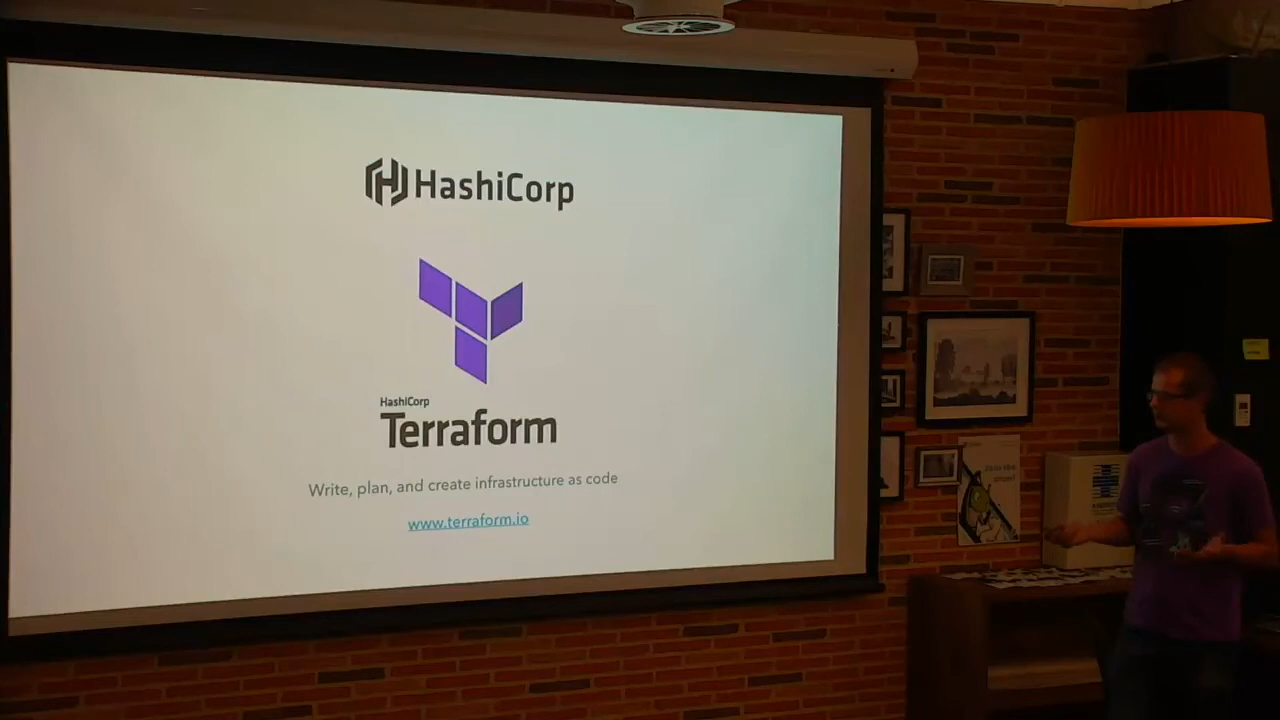 HashiCorp
HashiCorp
Terraform
Write, plan, and create infrastructure as code
www.terraform.io